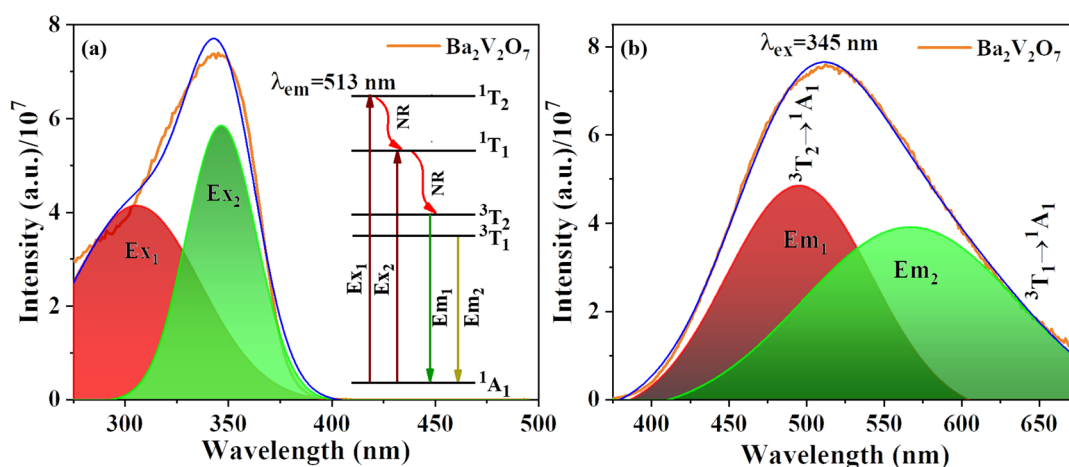 (a)
Ba₂V₂O₇
λem=513 nm
¹T₂
NR
¹T₁
NR
³T₂
³T₁
Ex₁
Ex₂
Em₁
Em₂
¹A₁
Ex₁
Ex₂
Intensity (a.u.)/10⁷
8
6
4
2
0
300
350
400
450
500
Wavelength (nm)
(b)
λex=345 nm
Ba₂V₂O₇
³T₂→¹A₁
³T₁→¹A₁
Em₁
Em₂
Intensity (a.u.)/10⁷
8
6
4
2
0
400
450
500
550
600
650
Wavelength (nm)